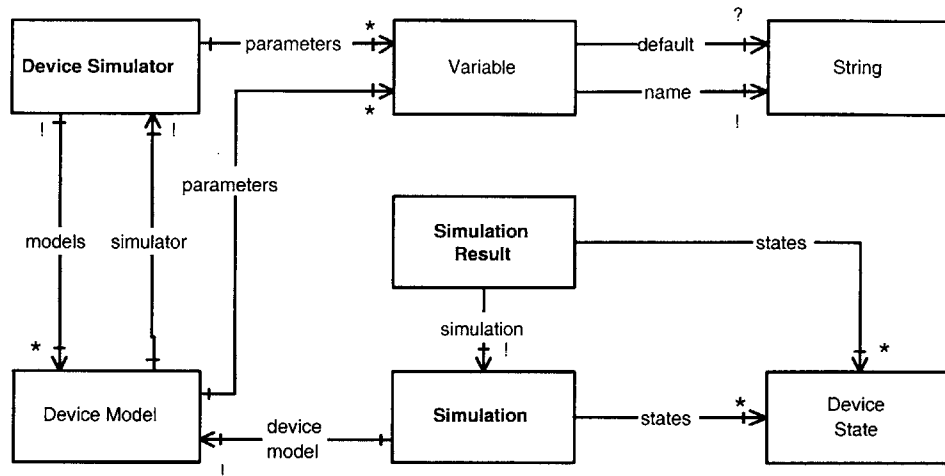 ?
parameters
*
default
Device Simulator
Variable
String
name
!
!
*
!
parameters
models
simulator
Simulation
Result
states
simulation
*
!
*
Device Model
Simulation
states
*
Device
State
device
model
!